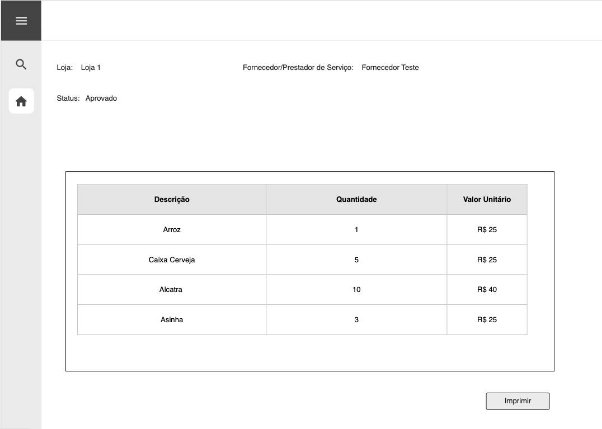 Loja: Loja 1 Fornecedor/Prestador de Serviço: Fornecedor Teste
Status: Aprovado
Descrição Quantidade Valor Unitário
Arroz 1 R$ 25
Caixa Cerveja 5 R$ 25
Alcatra 10 R$ 40
Asinha 3 R$ 25
Imprimir